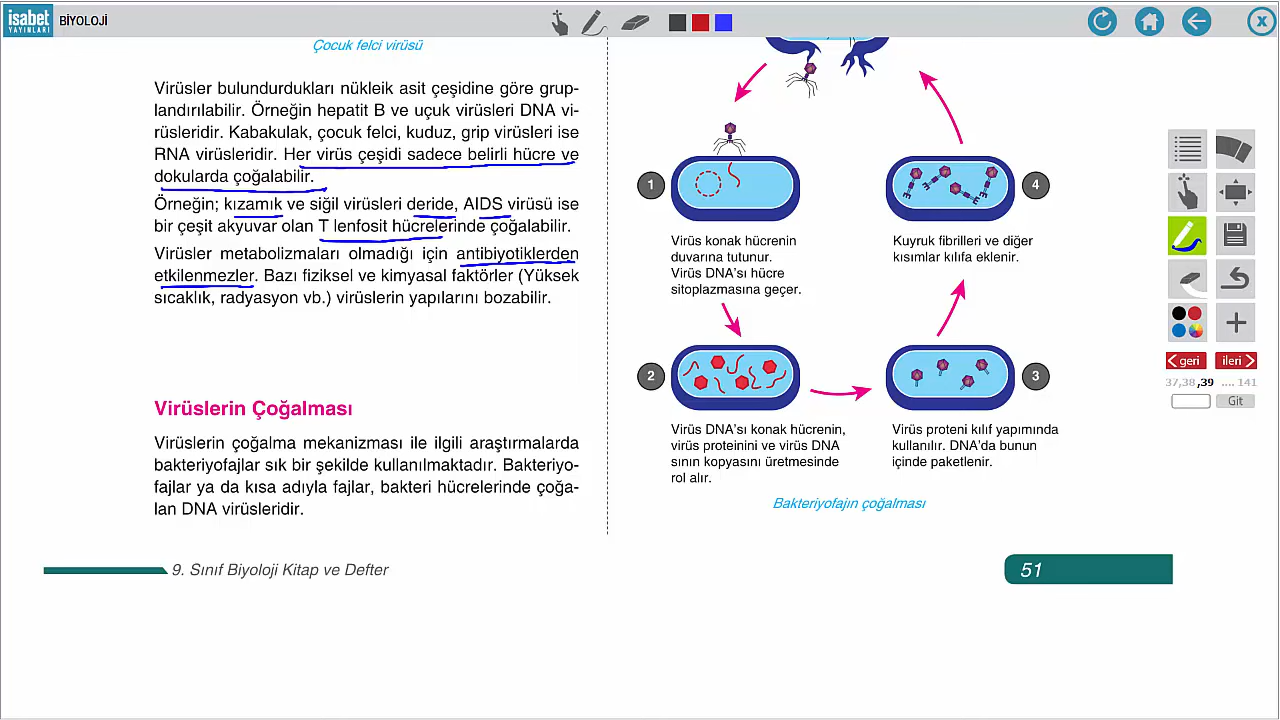 isabet
YAYINLARI
BİYOLOJİ
X
Çocuk felci virüsü
Virüsler bulundurdukları nükleik asit çeşidine göre grup-
landırılabilir. Örneğin hepatit B ve uçuk virüsleri DNA vi-
rüsleridir. Kabakulak, çocuk felci, kuduz, grip virüsleri ise
RNA virüsleridir. Her virüs çeşidi sadece belirli hücre ve
dokularda çoğalabilir.
Örneğin; kızamık ve siğil virüsleri deride, AIDS virüsü ise
bir çeşit akyuvar olan T lenfosit hücrelerinde çoğalabilir.
Virüsler metabolizmaları olmadığı için antibiyotiklerden
etkilenmezler. Bazı fiziksel ve kimyasal faktörler (Yüksek
sıcaklık, radyasyon vb.) virüslerin yapılarını bozabilir.
Virüslerin Çoğalması
Virüslerin çoğalma mekanizması ile ilgili araştırmalarda
bakteriyofajlar sık bir şekilde kullanılmaktadır. Bakteriyo-
fajlar ya da kısa adıyla fajlar, bakteri hücrelerinde çoğa-
lan DNA virüsleridir.
1
Virüs konak hücrenin
duvarına tutunur.
Virüs DNA'sı hücre
sitoplazmasına geçer.
2
Virüs DNA'sı konak hücrenin,
virüs proteinini ve virüs DNA
sının kopyasını üretmesinde
rol alır.
3
Virüs proteni kılıf yapımında
kullanılır. DNA'da bunun
içinde paketlenir.
4
Kuyruk fibrilleri ve diğer
kısımlar kılıfa eklenir.
Bakteriyofajın çoğalması
9. Sınıf Biyoloji Kitap ve Defter
51
geri
ileri
37,38,39 .... 141
Git